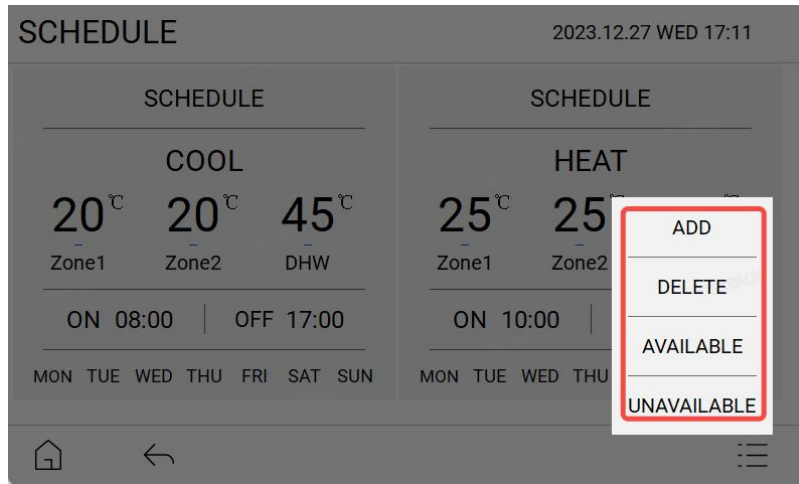 SCHEDULE 2023.12.27 WED 17:11
SCHEDULE
COOL
20℃ 20℃ 45℃
Zone1 Zone2 DHW
ON 08:00 OFF 17:00
MON TUE WED THU FRI SAT SUN
SCHEDULE
HEAT
25℃ 25
Zone1 Zone2
ON 10:00
MON TUE WED THU
ADD
DELETE
AVAILABLE
UNAVAILABLE